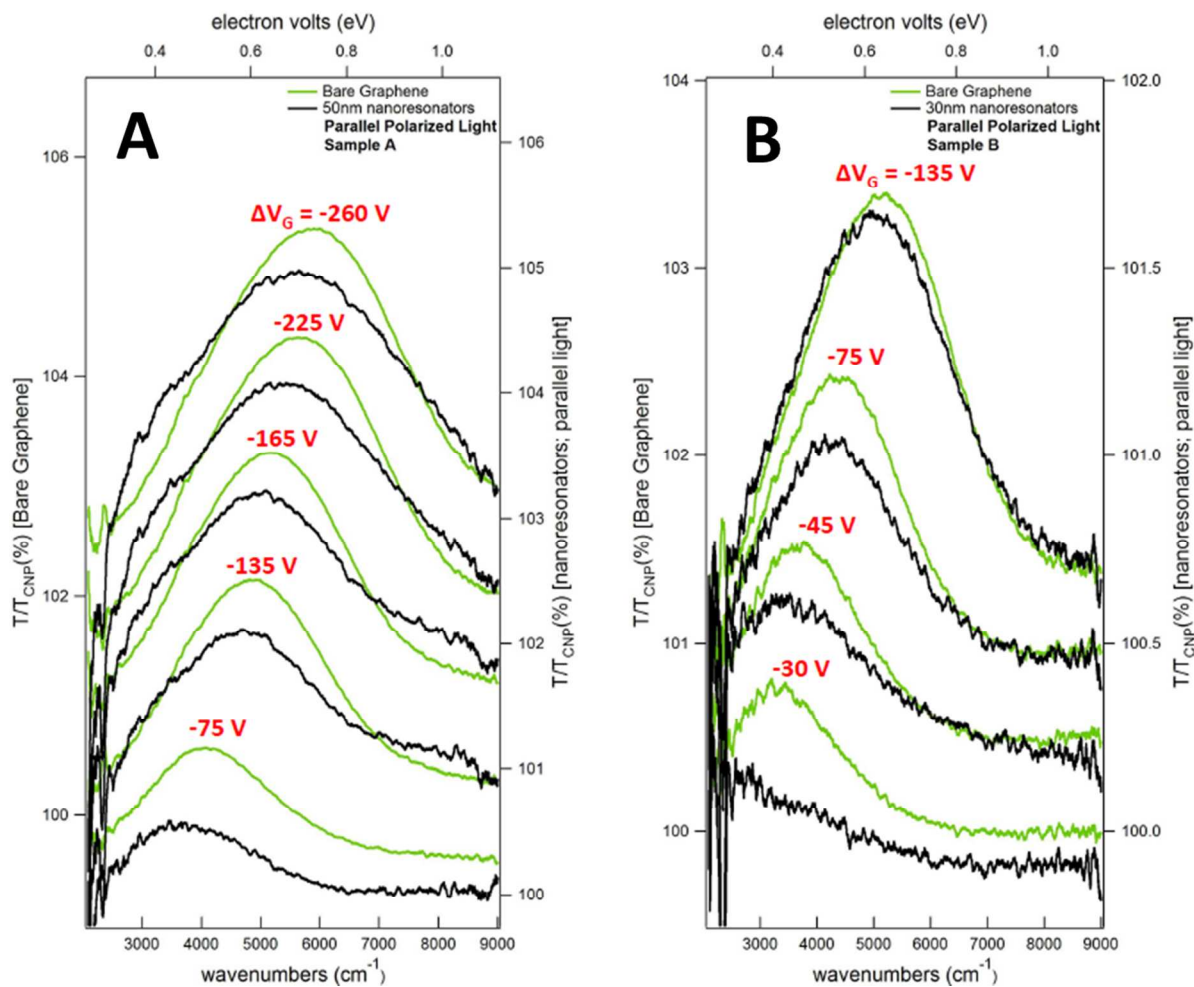 electron volts (eV)
0.4 0.6 0.8 1.0
A
Bare Graphene
50nm nanoresonators
Parallel Polarized Light
Sample A
106
104
102
100
T/T_CNP(%) [Bare Graphene]
ΔV_G = -260 V
-225 V
-165 V
-135 V
-75 V
106
105
104
103
102
101
100
T/T_CNP(%) [nanoresonators; parallel light]
3000 4000 5000 6000 7000 8000 9000
wavenumbers (cm⁻¹)
electron volts (eV)
0.4 0.6 0.8 1.0
B
Bare Graphene
30nm nanoresonators
Parallel Polarized Light
Sample B
104
103
102
101
100
T/T_CNP(%) [Bare Graphene]
ΔV_G = -135 V
-75 V
-45 V
-30 V
102.0
101.5
101.0
100.5
100.0
T/T_CNP(%) [nanoresonators; parallel light]
3000 4000 5000 6000 7000 8000 9000
wavenumbers (cm⁻¹)